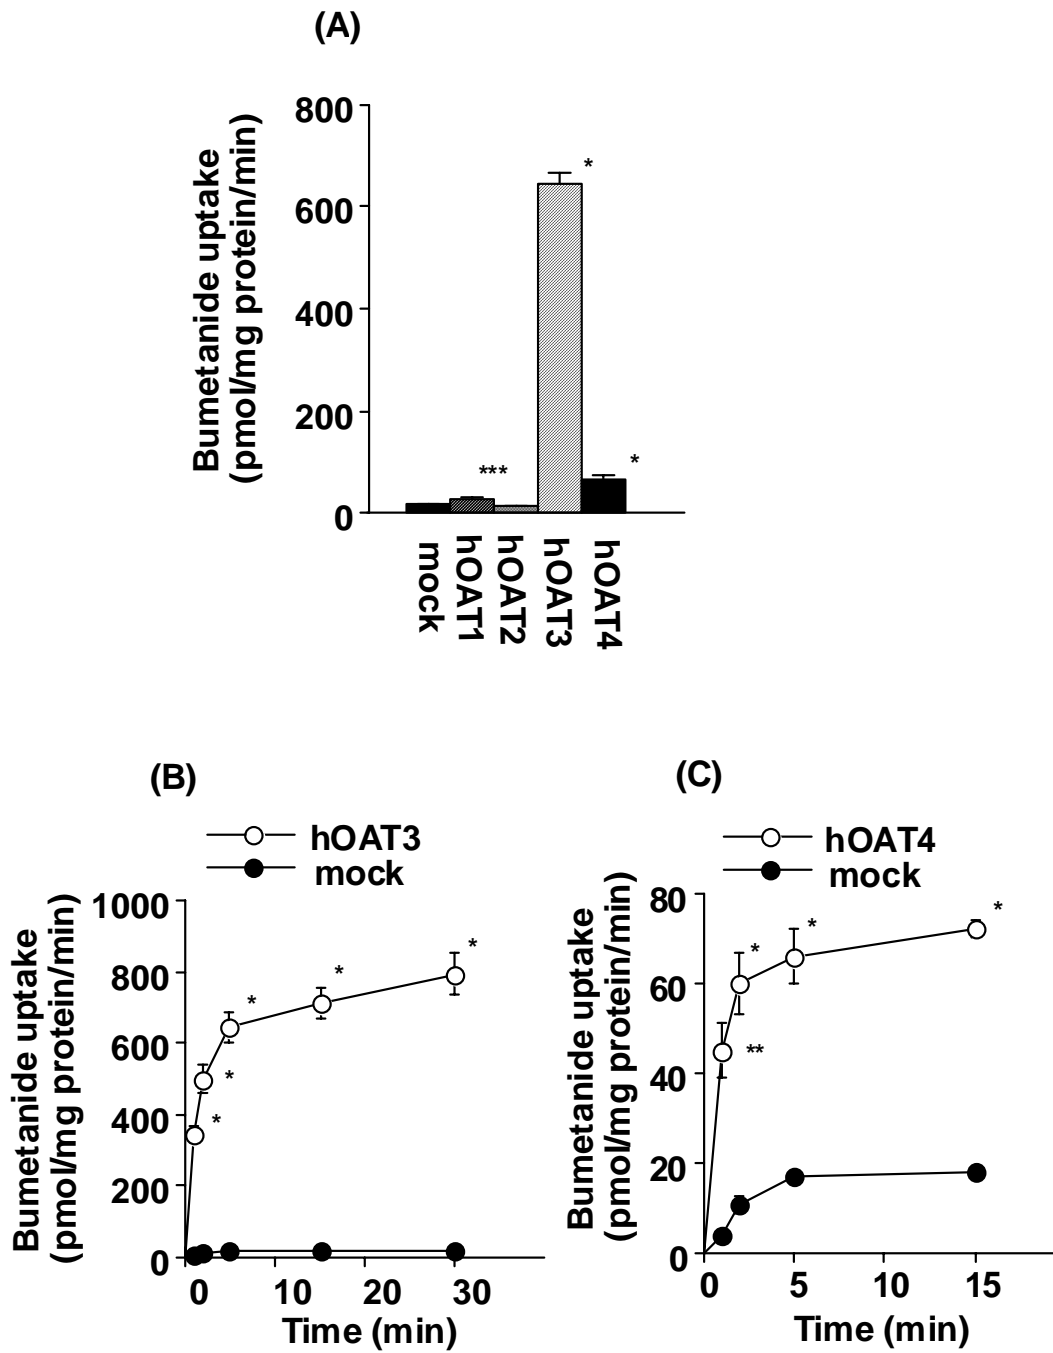 (A)
Bumetanide uptake
(pmol/mg protein/min)
800
600
400
200
0
*
***
*
mock
hOAT1
hOAT2
hOAT3
hOAT4
(B)
hOAT3
mock
Bumetanide uptake
(pmol/mg protein/min)
1000
800
600
400
200
0
*
*
*
*
*
0 10 20 30
Time (min)
(C)
hOAT4
mock
Bumetanide uptake
(pmol/mg protein/min)
80
60
40
20
0
*
*
*
**
0 5 10 15
Time (min)